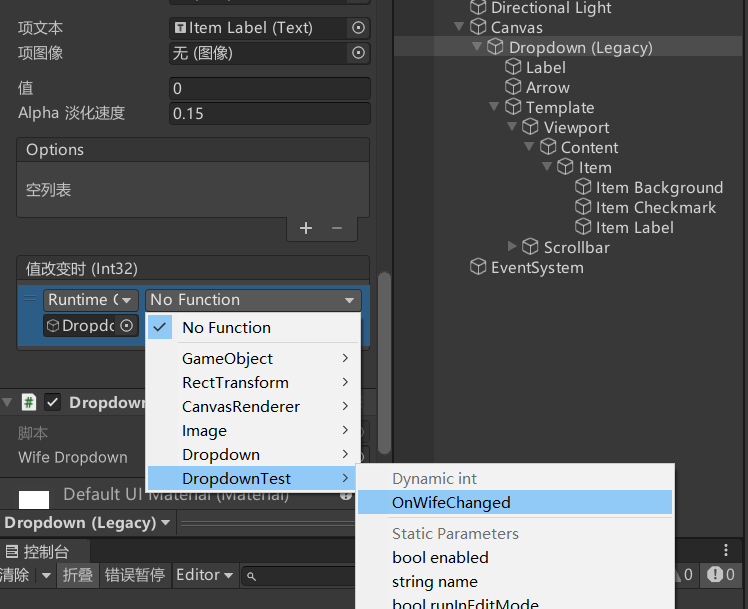 项文本 Item Label (Text)
项图像 无 (图像)
值 0
Alpha 淡化速度 0.15
Options
空列表
值改变时 (Int32)
Runtime No Function
No Function
GameObject
RectTransform
CanvasRenderer
Image
Dropdown
DropdownTest
脚本
Wife Dropdown
Default UI Material (Material)
Dropdown (Legacy)
Dynamic int
OnWifeChanged
Static Parameters
bool enabled
string name
bool runInEditMode
控制台
清除 折叠 错误暂停 Editor 0 0
Directional Light
Canvas
Dropdown (Legacy)
Label
Arrow
Template
Viewport
Content
Item
Item Background
Item Checkmark
Item Label
Scrollbar
EventSystem